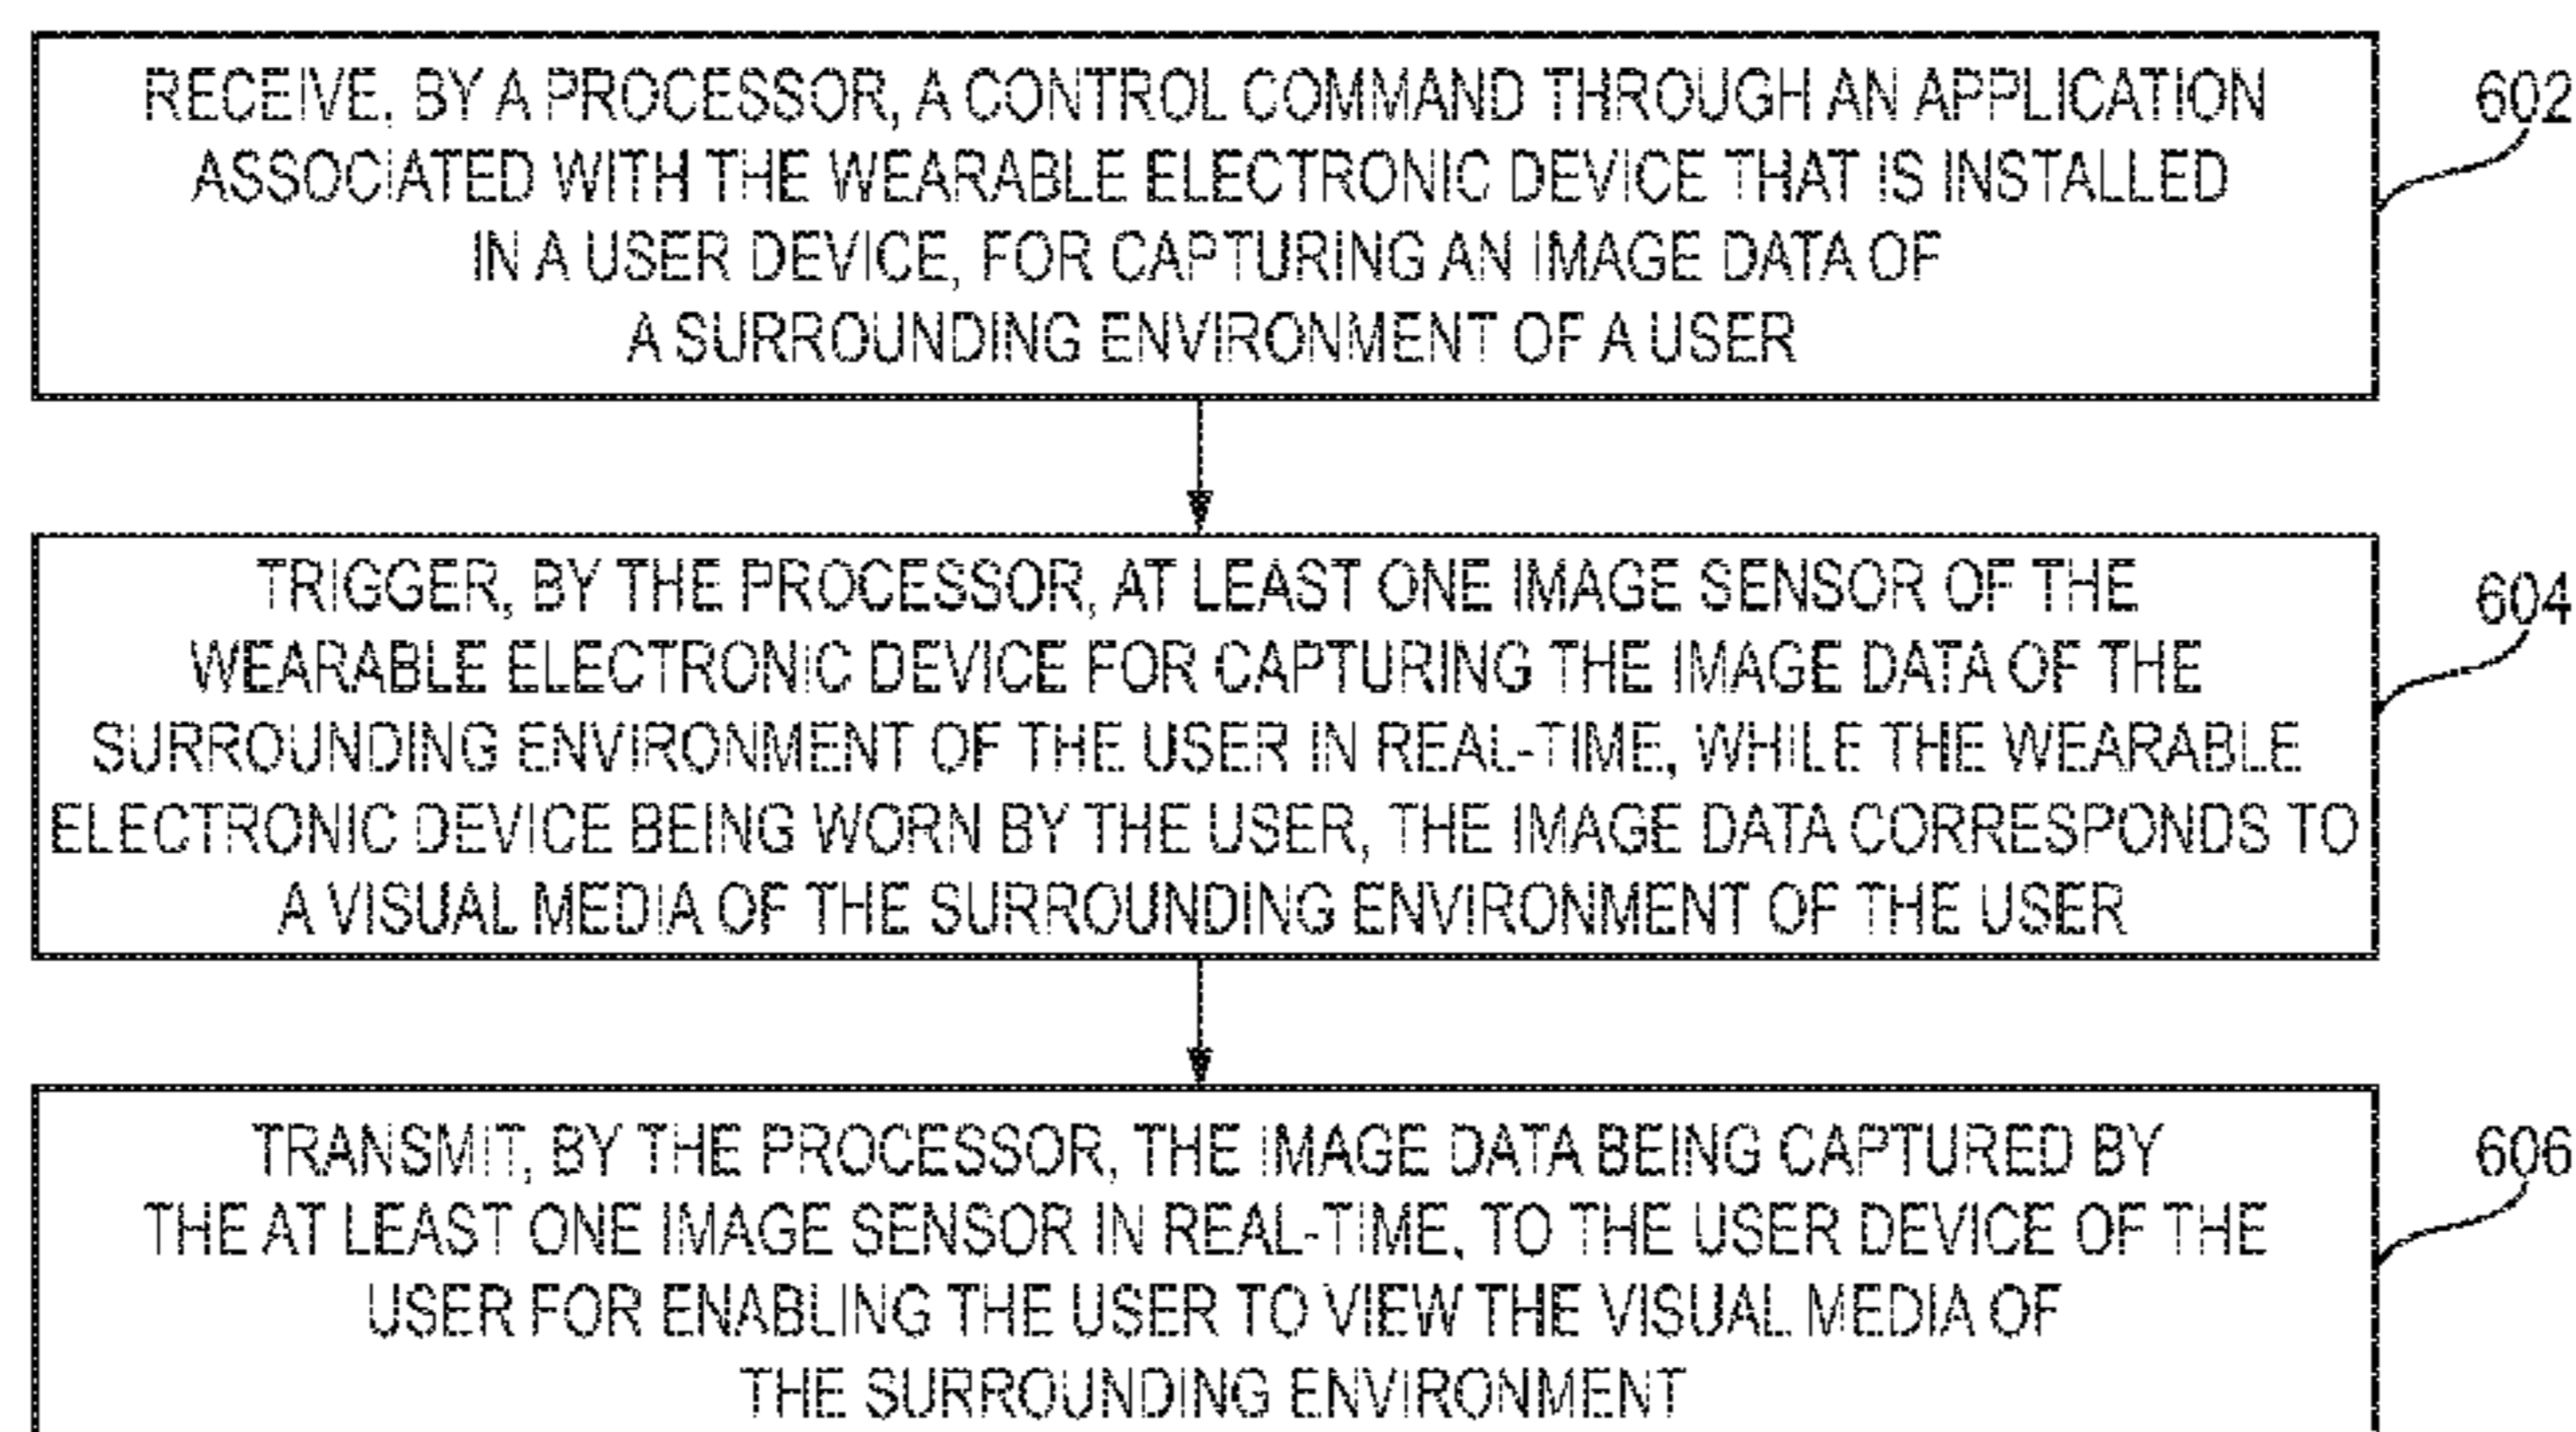 RECEIVE, BY A PROCESSOR, A CONTROL COMMAND THROUGH AN APPLICATION
ASSOCIATED WITH THE WEARABLE ELECTRONIC DEVICE THAT IS INSTALLED
IN A USER DEVICE, FOR CAPTURING AN IMAGE DATA OF
A SURROUNDING ENVIRONMENT OF A USER
602
TRIGGER, BY THE PROCESSOR, AT LEAST ONE IMAGE SENSOR OF THE
WEARABLE ELECTRONIC DEVICE FOR CAPTURING THE IMAGE DATA OF THE
SURROUNDING ENVIRONMENT OF THE USER IN REAL-TIME, WHILE THE WEARABLE
ELECTRONIC DEVICE BEING WORN BY THE USER, THE IMAGE DATA CORRESPONDS TO
A VISUAL MEDIA OF THE SURROUNDING ENVIRONMENT OF THE USER
604
TRANSMIT, BY THE PROCESSOR, THE IMAGE DATA BEING CAPTURED BY
THE AT LEAST ONE IMAGE SENSOR IN REAL-TIME, TO THE USER DEVICE OF THE
USER FOR ENABLING THE USER TO VIEW THE VISUAL MEDIA OF
THE SURROUNDING ENVIRONMENT
606